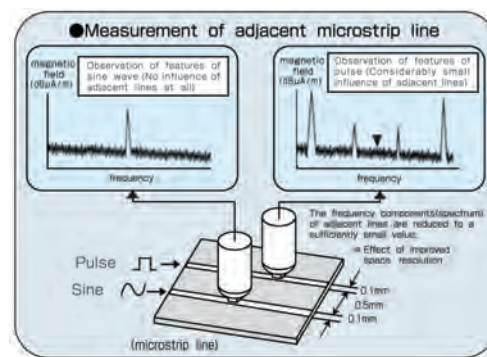 ●Measurement of adjacent microstrip line
magnetic
field
(dBμA/m)
Observation of features of
sine wave (No influence of
adjacent lines at all)
frequency
magnetic
field
(dBμA/m)
Observation of features of
pulse (Considerably small
influence of adjacent lines)
frequency
The frequency components(spectrum)
of adjacent lines are reduced to a
sufficiently small value.
Effect of improved
space resolution
Pulse
Sine
0.1mm
0.5mm
0.1mm
(microstrip line)